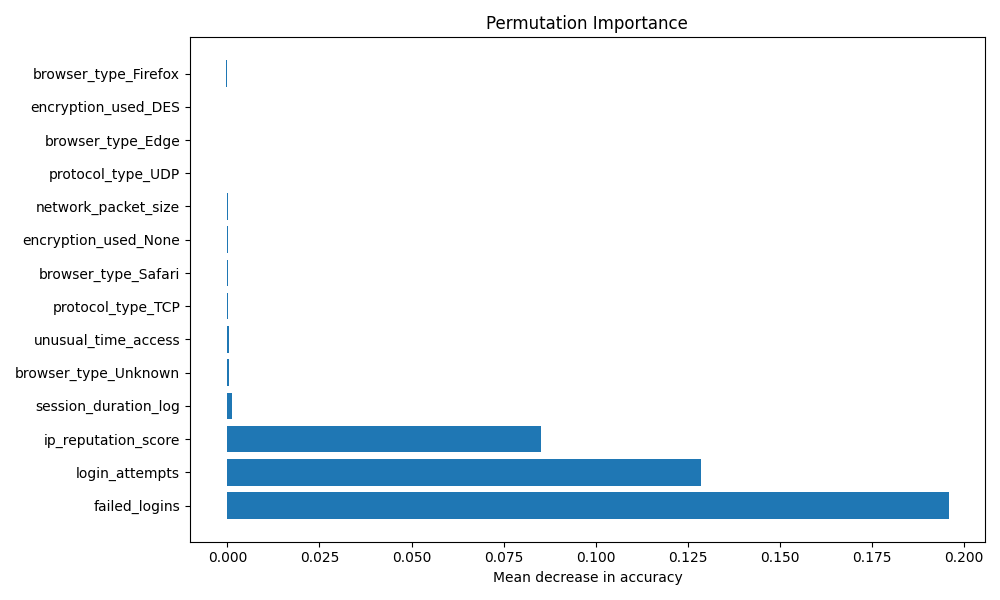 Permutation Importance
browser_type_Firefox
encryption_used_DES
browser_type_Edge
protocol_type_UDP
network_packet_size
encryption_used_None
browser_type_Safari
protocol_type_TCP
unusual_time_access
browser_type_Unknown
session_duration_log
ip_reputation_score
login_attempts
failed_logins
0.000 0.025 0.050 0.075 0.100 0.125 0.150 0.175 0.200
Mean decrease in accuracy